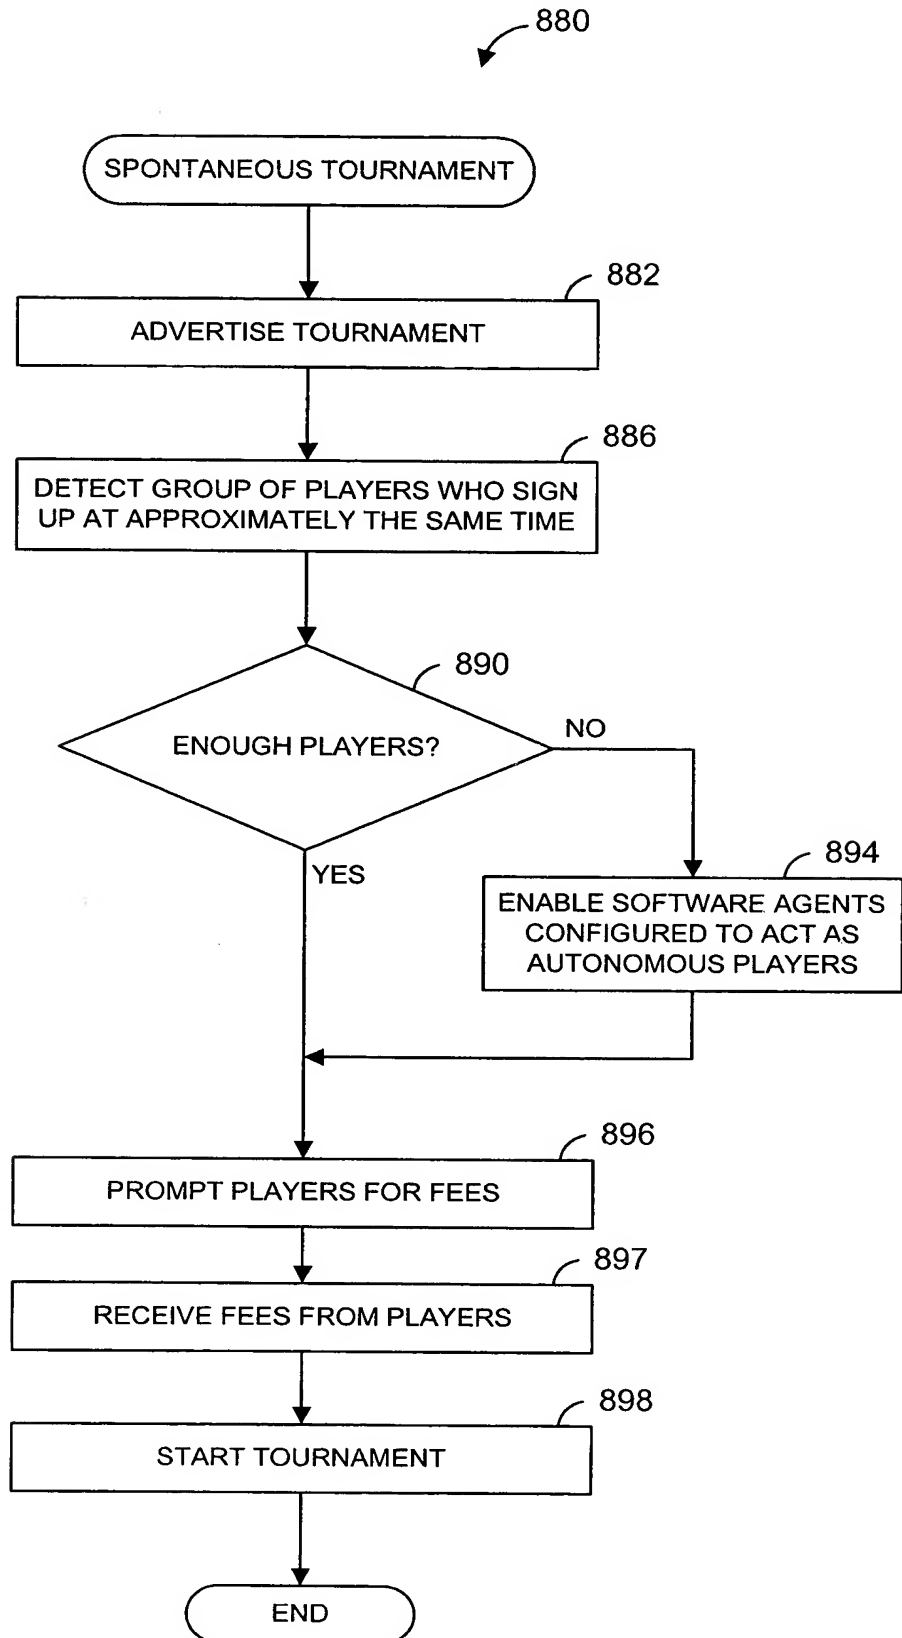 880
SPONTANEOUS TOURNAMENT
882
ADVERTISE TOURNAMENT
886
DETECT GROUP OF PLAYERS WHO SIGN
UP AT APPROXIMATELY THE SAME TIME
890
ENOUGH PLAYERS?
NO
YES
894
ENABLE SOFTWARE AGENTS
CONFIGURED TO ACT AS
AUTONOMOUS PLAYERS
896
PROMPT PLAYERS FOR FEES
897
RECEIVE FEES FROM PLAYERS
898
START TOURNAMENT
END